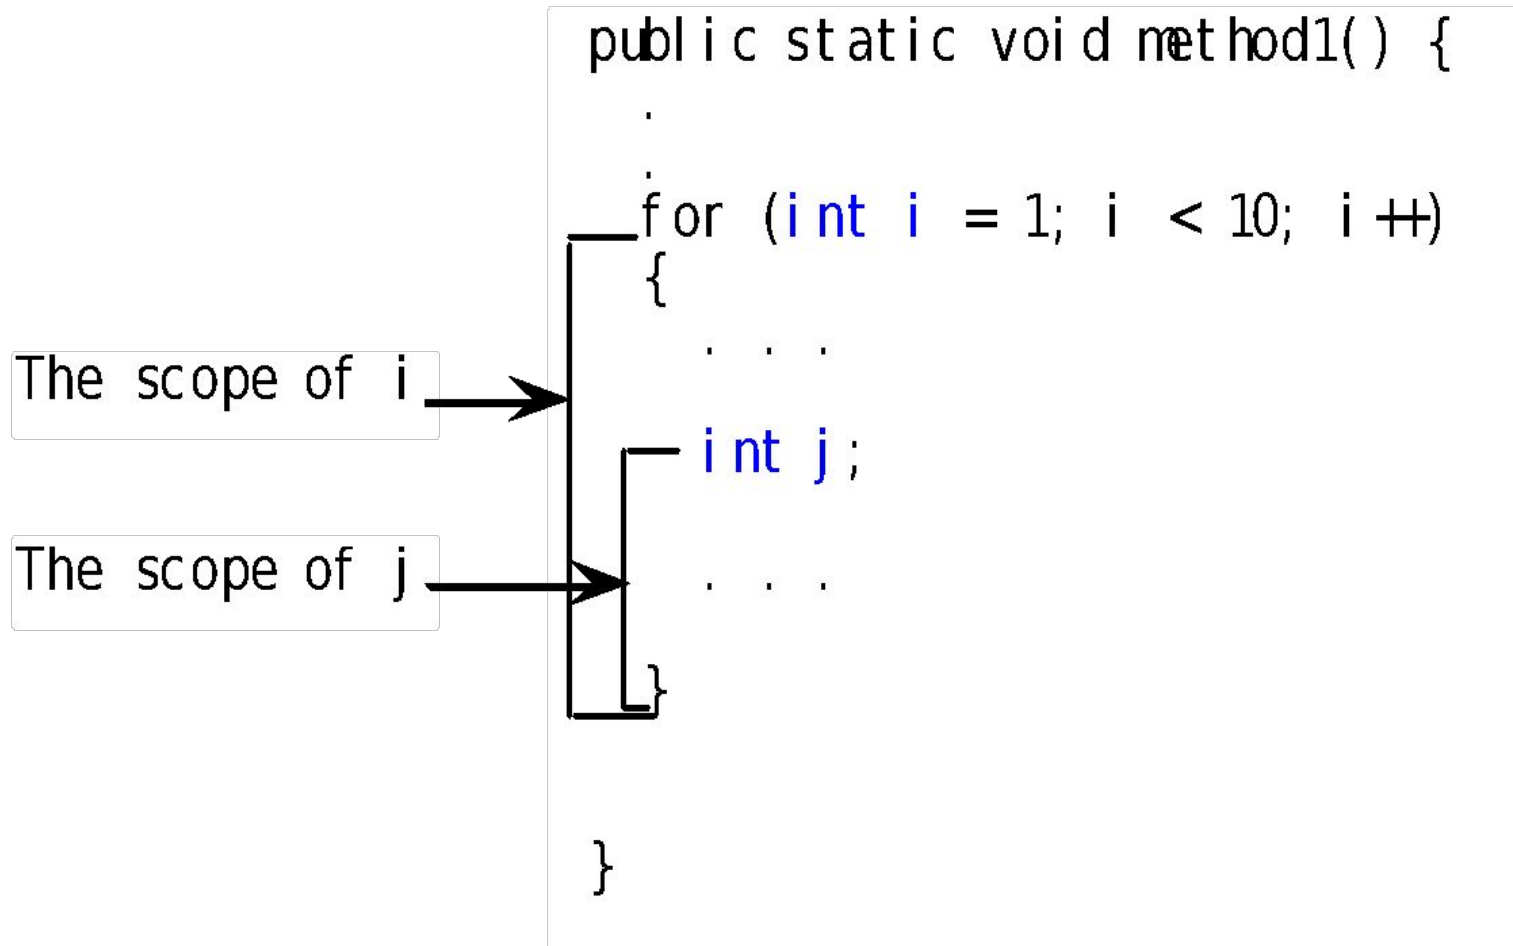 public static void method1() {
.
.
for (int i = 1; i < 10; i++)
{
. . .
The scope of i
int j;
The scope of j
. . .
}
}